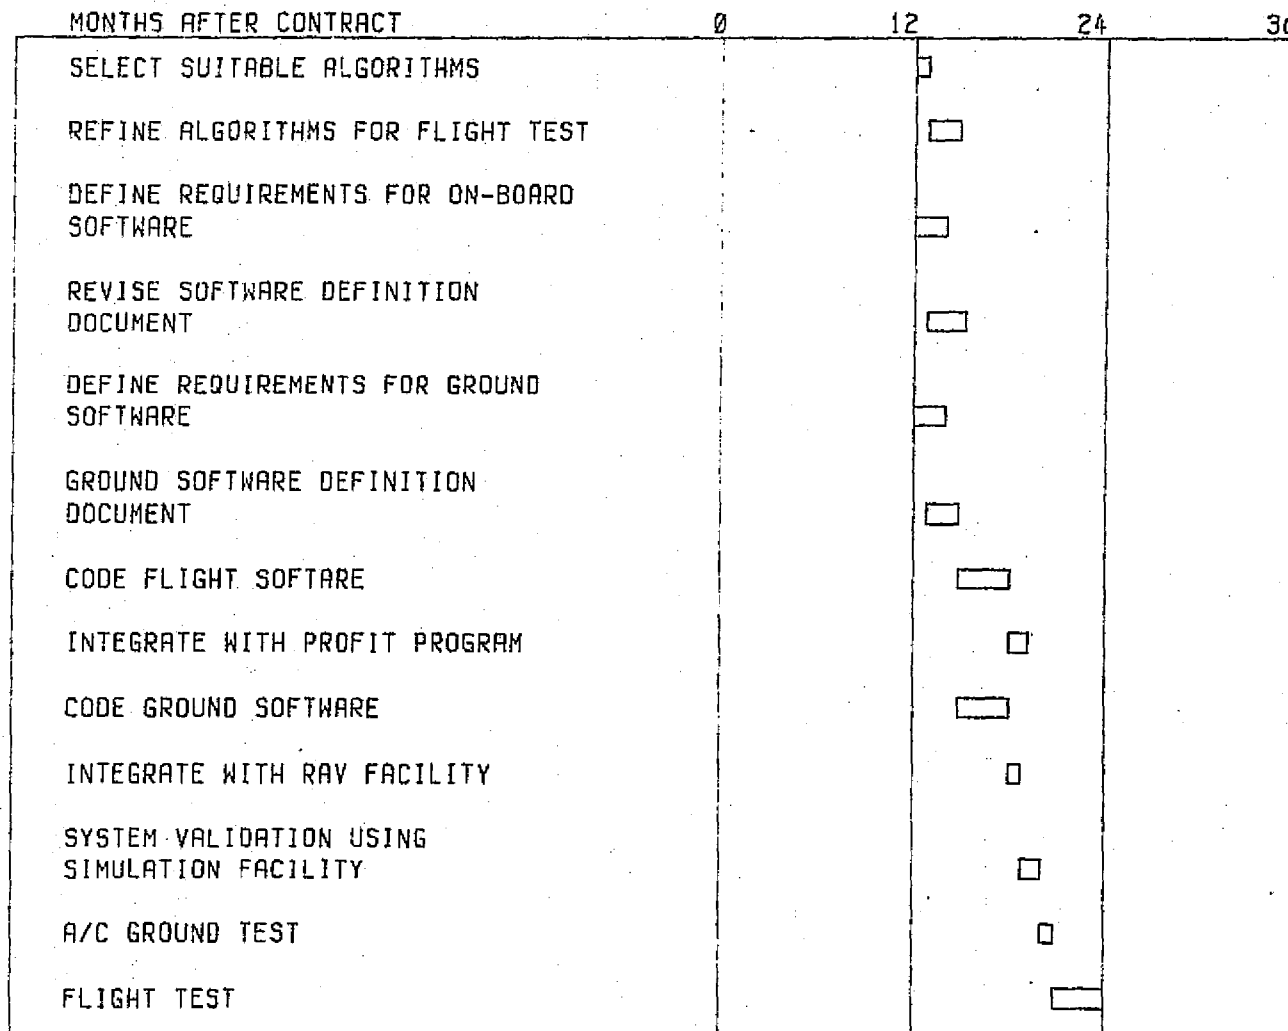 MONTHS AFTER CONTRACT 0 12 24
SELECT SUITABLE ALGORITHMS
REFINE ALGORITHMS FOR FLIGHT TEST
DEFINE REQUIREMENTS FOR ON-BOARD
SOFTWARE
REVISE SOFTWARE DEFINITION
DOCUMENT
DEFINE REQUIREMENTS FOR GROUND
SOFTWARE
GROUND SOFTWARE DEFINITION
DOCUMENT
CODE FLIGHT SOFTARE
INTEGRATE WITH PROFIT PROGRAM
CODE GROUND SOFTWARE
INTEGRATE WITH RAV FACILITY
SYSTEM VALIDATION USING
SIMULATION FACILITY
A/C GROUND TEST
FLIGHT TEST